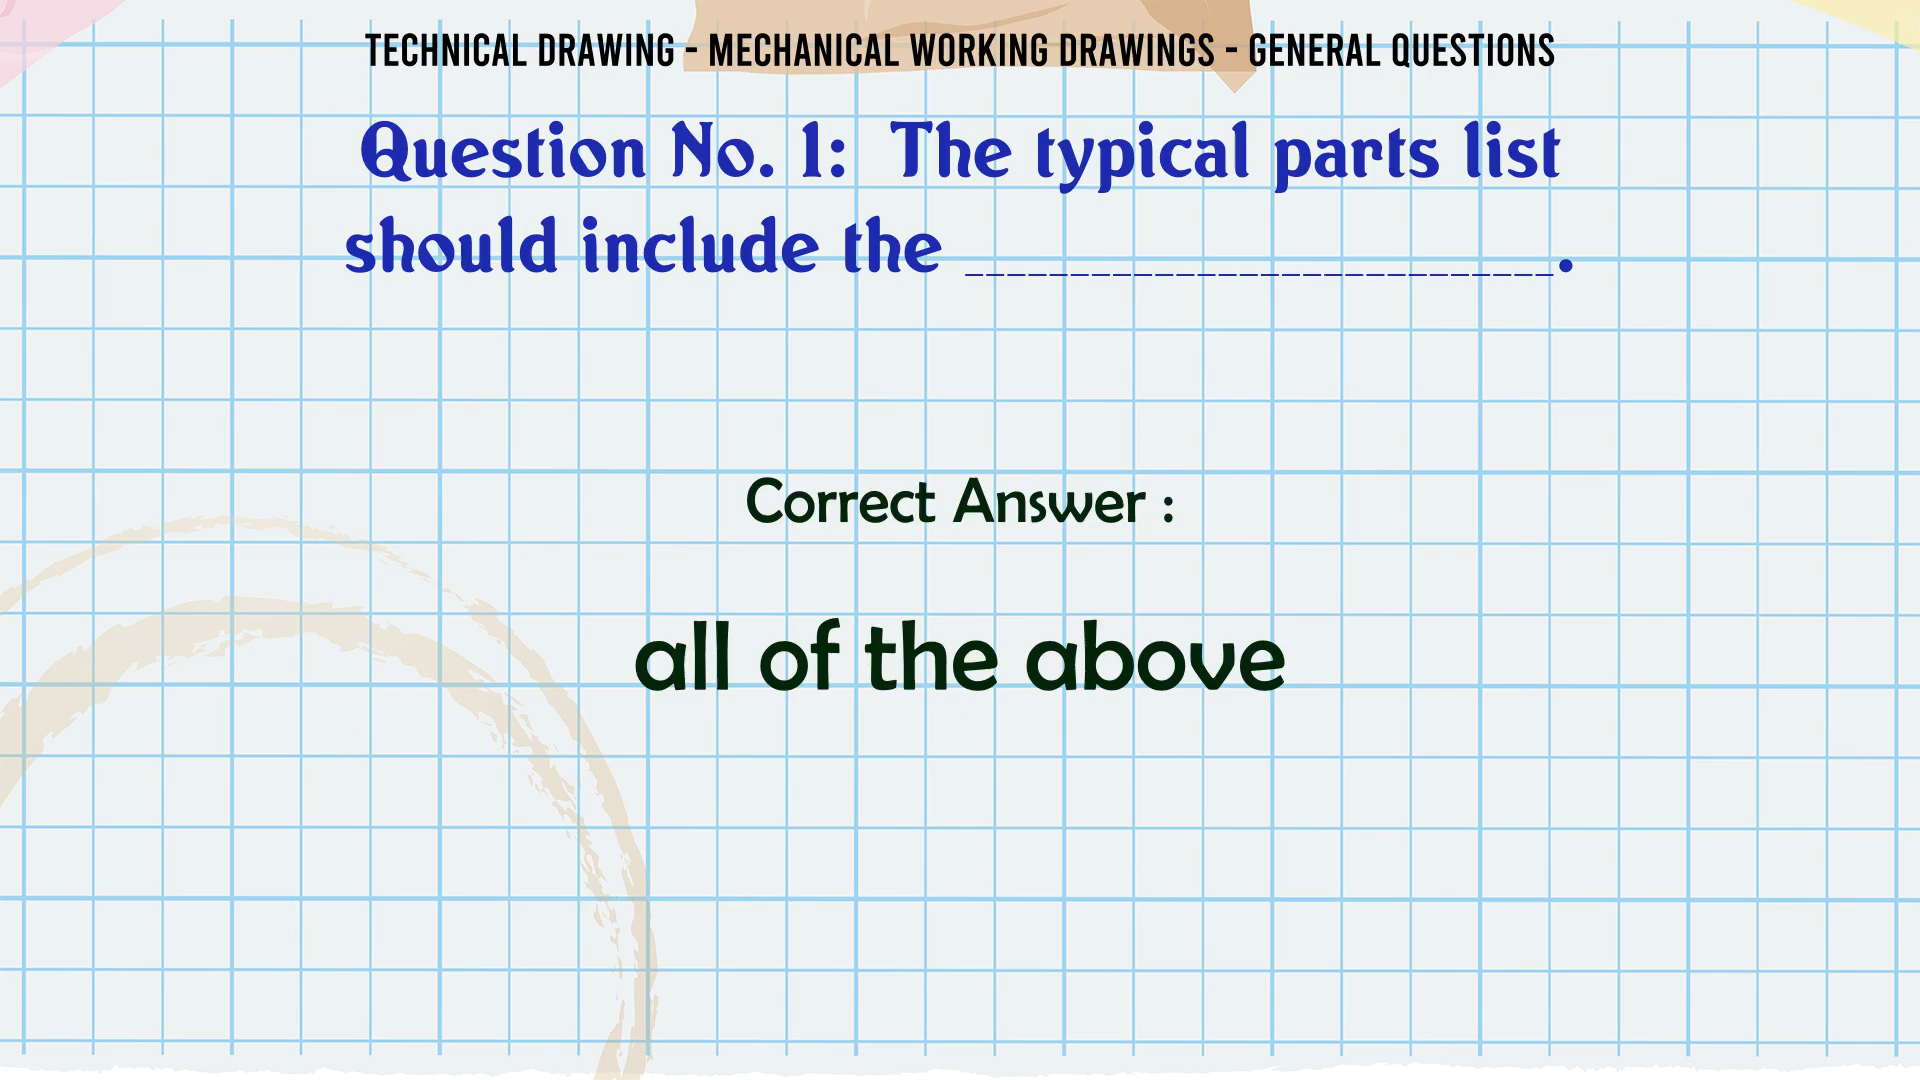 TECHNICAL DRAWING - MECHANICAL WORKING DRAWINGS - GENERAL QUESTIONS
Question No. 1: The typical parts list
should include the ____________________________.
Correct Answer :
all of the above